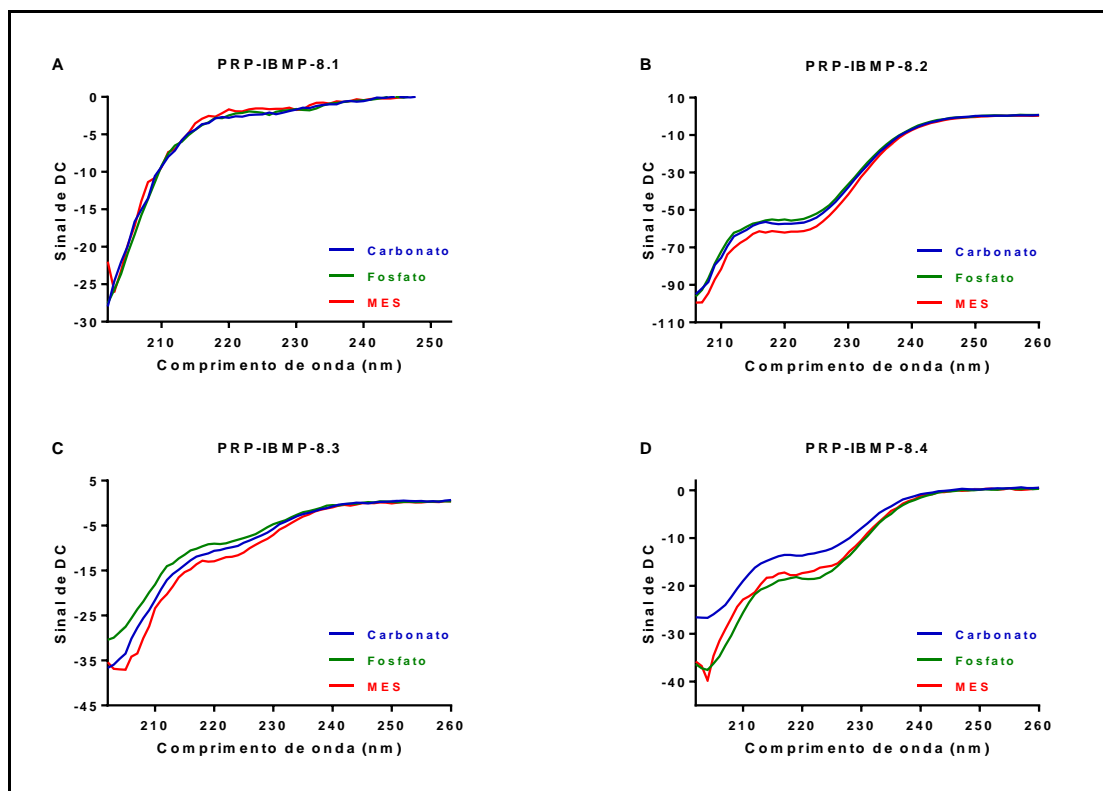 A
PRP-IBMP-8.1
Sinal de DC
0
-5
-10
-15
-20
-25
-30
Carbonato
Fosfato
MES
210 220 230 240 250
Comprimento de onda (nm)
B
PRP-IBMP-8.2
Sinal de DC
10
-10
-30
-50
-70
-90
-110
Carbonato
Fosfato
MES
210 220 230 240 250 260
Comprimento de onda (nm)
C
PRP-IBMP-8.3
Sinal de DC
5
-5
-15
-25
-35
-45
Carbonato
Fosfato
MES
210 220 230 240 250 260
Comprimento de onda (nm)
D
PRP-IBMP-8.4
Sinal de DC
0
-10
-20
-30
-40
Carbonato
Fosfato
MES
210 220 230 240 250 260
Comprimento de onda (nm)